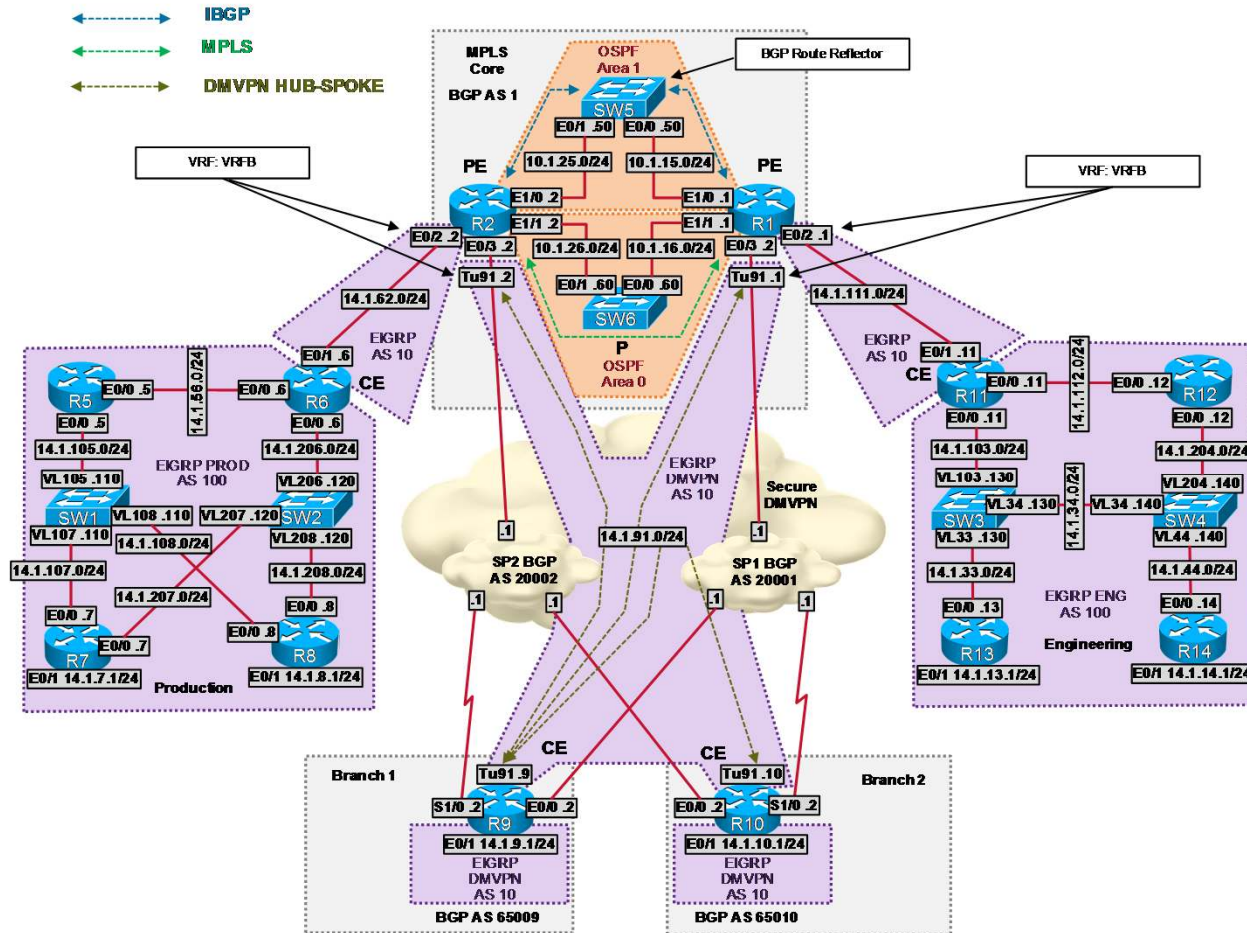 IBGP
MPLS
DMVPN HUB-SPOKE
MPLS
Core
BGP AS 1
OSPF
Area 1
BGP Route Reflector
SW5
E0/1 .50
E0/0 .50
10.1.25.0/24
10.1.15.0/24
VRF: VRFB
VRF: VRFB
PE
PE
E1/0 .2
E1/0 .1
R2
R1
E1/1 .2
E1/1 .1
E0/2 .2
E0/3 .2
10.1.26.0/24
10.1.16.0/24
E0/3 .2
E0/2 .1
Tu91 .2
E0/1 .60
E0/0 .60
Tu91 .1
SW6
14.1.62.0/24
14.1.111.0/24
P
OSPF
Area 0
EIGRP
AS 10
EIGRP
AS 10
E0/1 .6
CE
E0/1 .11
CE
R5
E0/0 .5
14.1.56.0/24
E0/0 .6
R6
R11
E0/0 .11
14.1.12.0/24
E0/0 .12
R12
E0/0 .5
E0/0 .6
E0/0 .11
E0/0 .12
14.1.105.0/24
14.1.206.0/24
14.1.103.0/24
14.1.204.0/24
EIGRP PROD
AS 100
EIGRP
DMVPN
AS 10
Secure
DMVPN
VL105 .110
VL206 .120
VL103 .130
VL204 .140
SW1
VL108 .110
VL207 .120
SW2
SW3
VL34 .130
14.1.34.0/24
VL34 .140
SW4
VL107 .110
14.1.108.0/24
VL208 .120
VL33 .130
VL44 .140
14.1.91.0/24
14.1.107.0/24
14.1.207.0/24
14.1.208.0/24
14.1.33.0/24
14.1.44.0/24
.1
.1
SP2 BGP
AS 20002
SP1 BGP
AS 20001
.1
.1
.1
.1
EIGRP ENG
AS 100
Engineering
E0/0 .7
E0/0 .8
E0/0 .8
E0/0 .13
E0/0 .14
R7
E0/0 .7
R8
R13
R14
E0/1 14.1.7.1/24
E0/1 14.1.8.1/24
E0/1 14.1.13.1/24
E0/1 14.1.14.1/24
Production
Branch 1
CE
CE
Branch 2
Tu91 .9
Tu91 .10
S1/0 .2
R9
E0/0 .2
E0/0 .2
R10
S1/0 .2
E0/1 14.1.9.1/24
E0/1 14.1.10.1/24
EIGRP
DMVPN
AS 10
EIGRP
DMVPN
AS 10
BGP AS 65009
BGP AS 65010